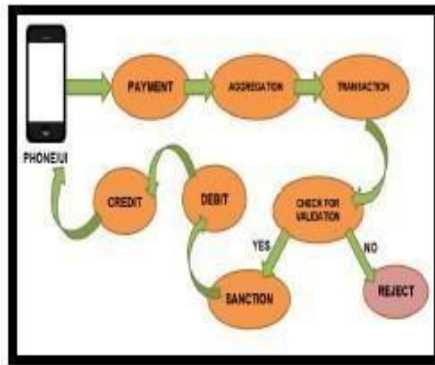 PAYMENT
AGGREGATION
TRANSACTION
PHONE/UI
CREDIT
DEBIT
CHECK FOR
VALIDATION
YES
NO
SANCTION
REJECT